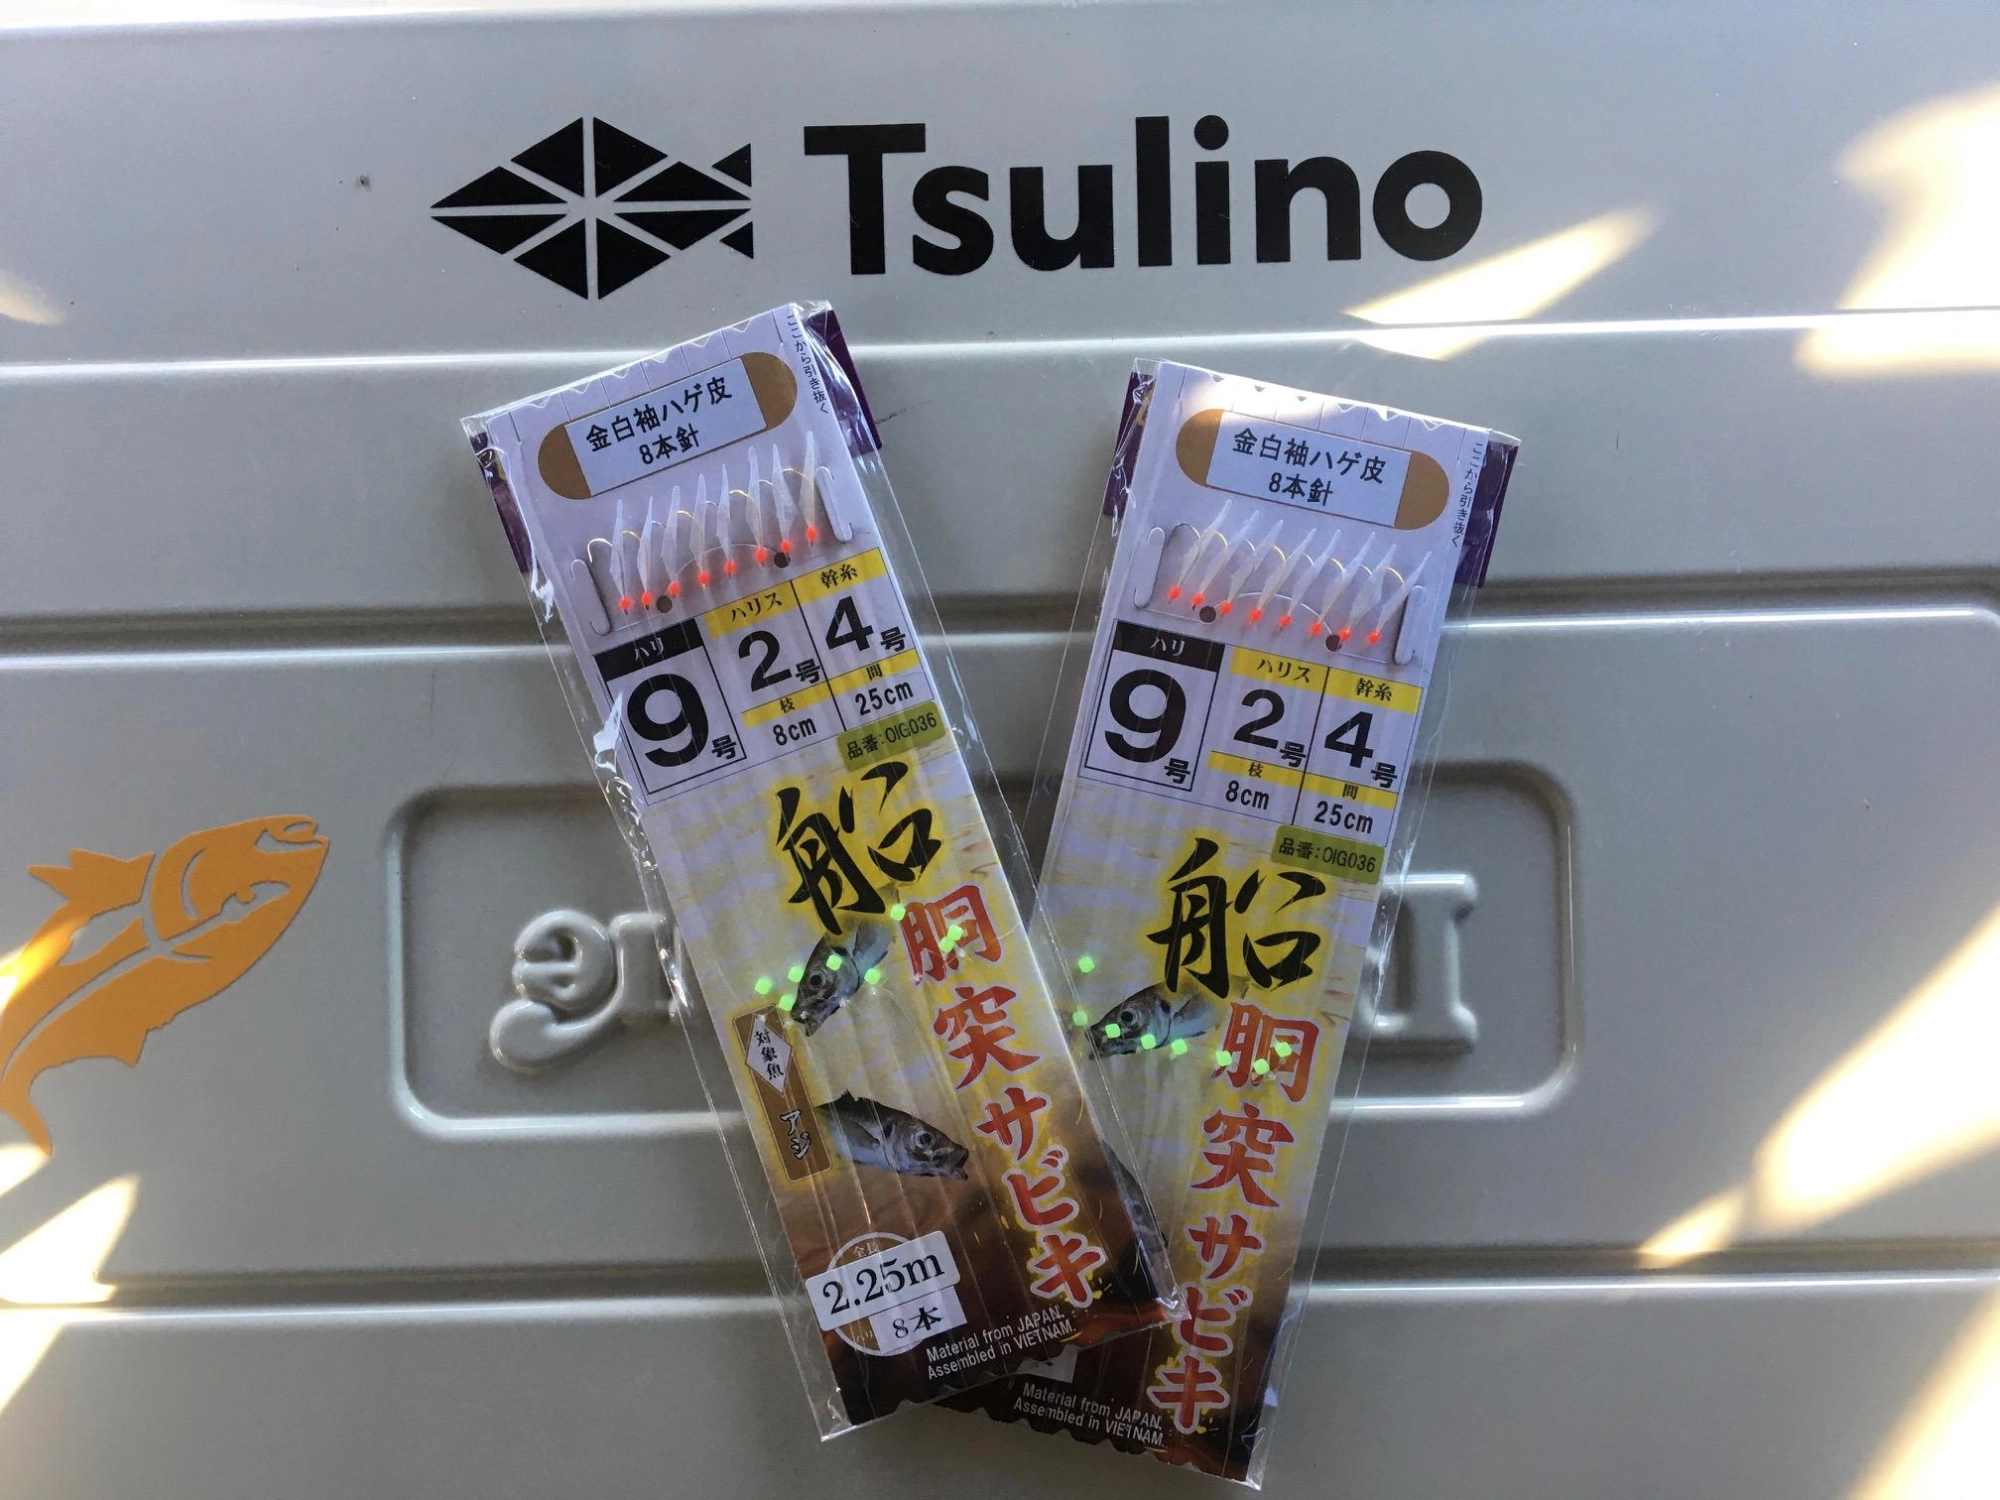 Tsulino
金白袖ハゲ皮
8本針
ここから引き抜く
ハリ
9号
ハリス
2号
幹糸
4号
枝
8cm
間
25cm
品番:OIG036
船
胴突サビキ
対象魚
アジ
全長
2.25m
ハリ
8本
Material from JAPAN,
Assembled in VIETNAM
金白袖ハゲ皮
8本針
ここから引き抜く
ハリ
9号
ハリス
2号
幹糸
4号
枝
8cm
間
25cm
品番:OIG036
船
胴突サビキ
Material from JAPAN,
Assembled in VIETNAM